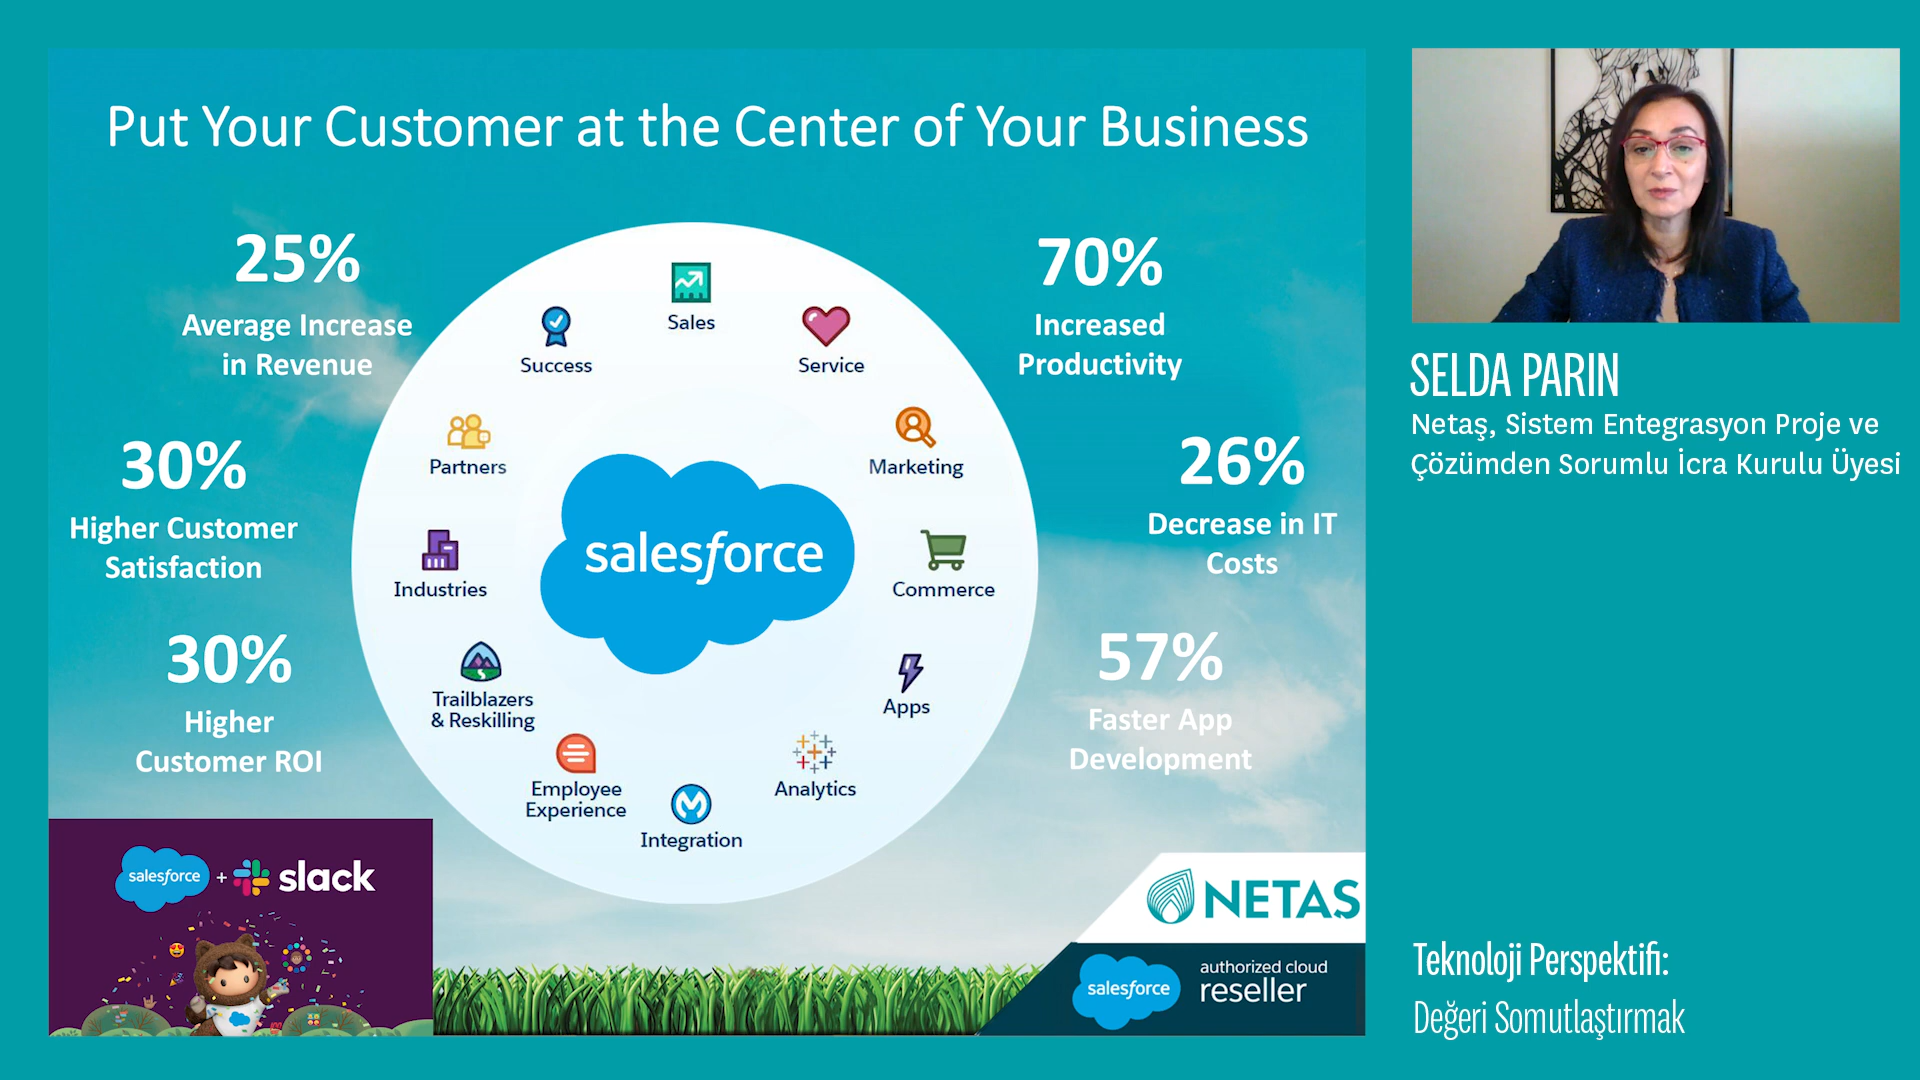 Put Your Customer at the Center of Your Business
25%
Average Increase
in Revenue
30%
Higher Customer
Satisfaction
30%
Higher
Customer ROI
Sales
Success
Service
Partners
Marketing
salesforce
Industries
Commerce
Trailblazers
& Reskilling
Apps
Employee
Experience
Analytics
Integration
70%
Increased
Productivity
26%
Decrease in IT
Costs
57%
Faster App
Development
salesforce + slack
NETAS
salesforce
authorized cloud
reseller
SELDA PARIN
Netaş, Sistem Entegrasyon Proje ve
Çözümden Sorumlu İcra Kurulu Üyesi
Teknoloji Perspektifi:
Değeri Somutlaştırmak